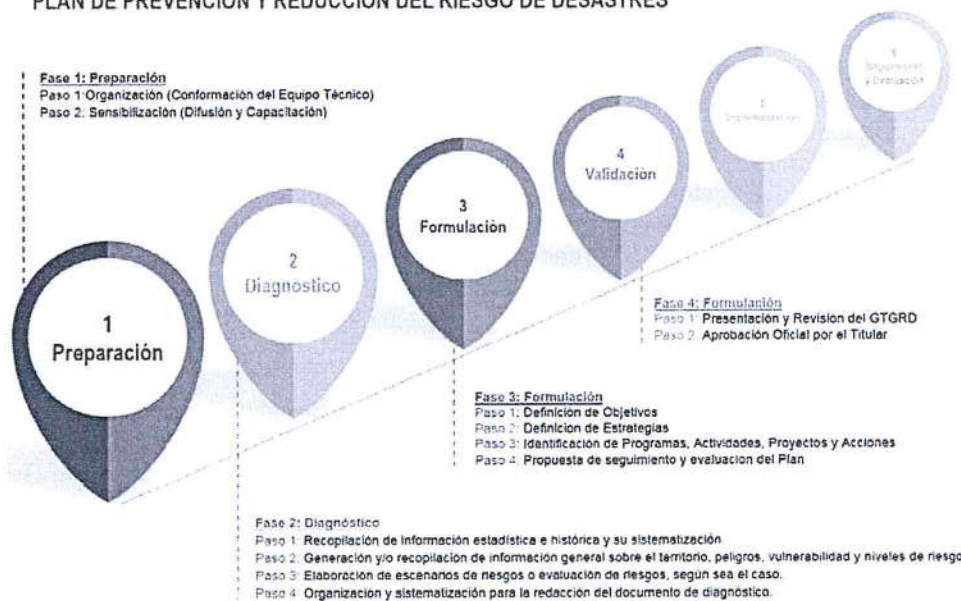 PLAN DE PREVENCIÓN Y REDUCCIÓN DEL RIESGO DE DESASTRES
Fase 1: Preparación
Paso 1: Organización (Conformación del Equipo Técnico)
Paso 2: Sensibilización (Difusión y Capacitación)
1
Preparación
2
Diagnóstico
3
Formulación
4
Validación
5
Implementación
6
Seguimiento
y Evaluación
Fase 4: Formulación
Paso 1: Presentación y Revisión del GTGRD
Paso 2: Aprobación Oficial por el Titular
Fase 3: Formulación
Paso 1: Definición de Objetivos
Paso 2: Definición de Estrategias
Paso 3: Identificación de Programas, Actividades, Proyectos y Acciones
Paso 4: Propuesta de seguimiento y evaluación del Plan
Fase 2: Diagnóstico
Paso 1: Recopilación de información estadística e histórica y su sistematización
Paso 2: Generación y/o recopilación de información general sobre el territorio, peligros, vulnerabilidad y niveles de riesgo
Paso 3: Elaboración de escenarios de riesgos o evaluación de riesgos, según sea el caso.
Paso 4: Organización y sistematización para la redacción del documento de diagnóstico.